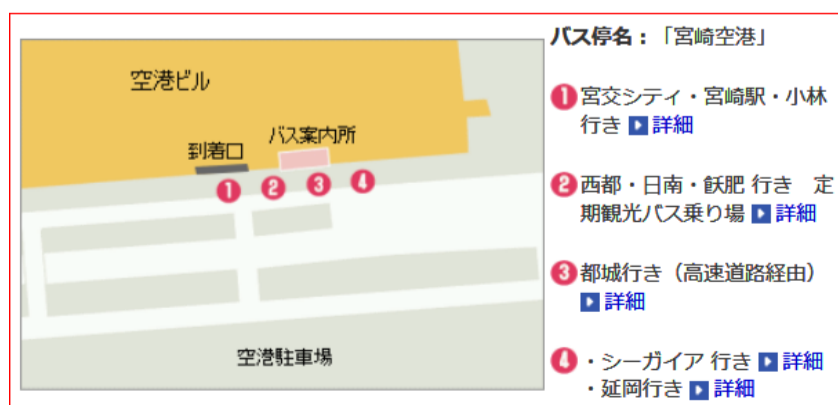 空港ビル
バス案内所
到着口
1 2 3 4
空港駐車場
バス停名：「宮崎空港」
1 宮交シティ・宮崎駅・小林
行き 詳細
2 西都・日南・飫肥 行き　定
期観光バス乗り場 詳細
3 都城行き（高速道路経由）
詳細
4 ・シーガイア 行き 詳細
・延岡行き 詳細